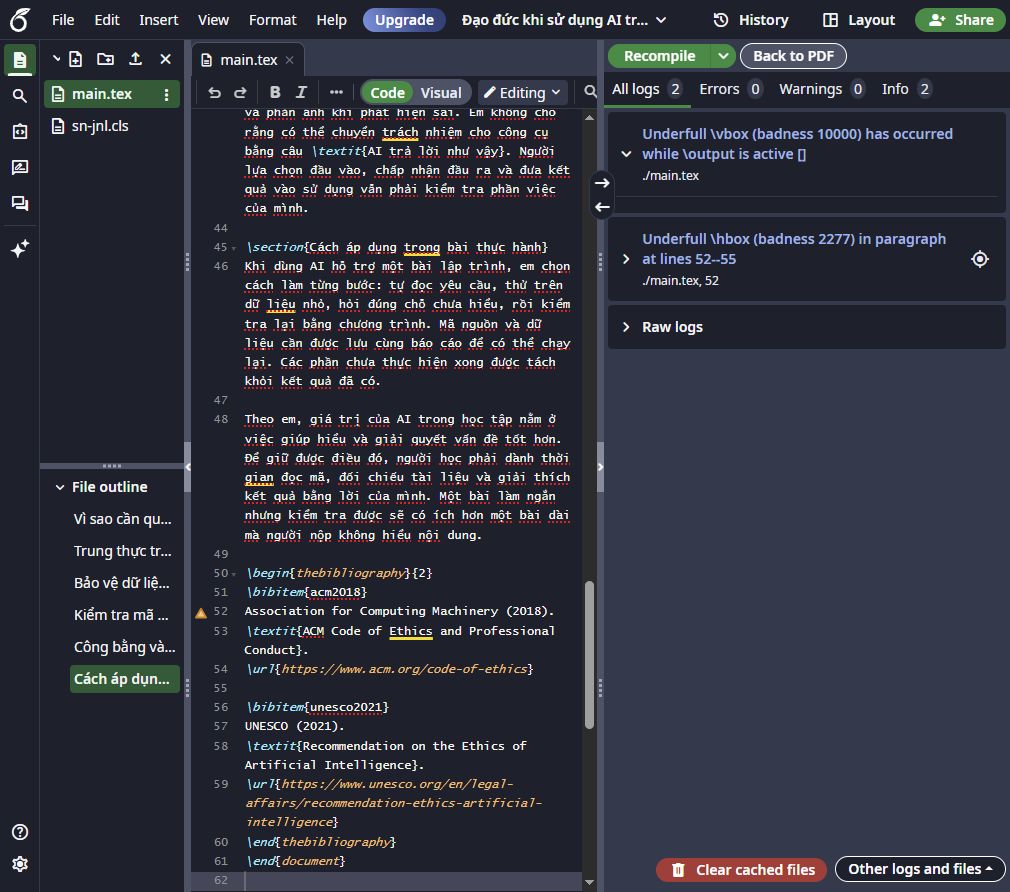 File Edit Insert View Format Help Upgrade Đạo đức khi sử dụng AI tr... History Layout Share
main.tex
sn-jnl.cls
File outline
Vì sao cần qu...
Trung thực tr...
Bảo vệ dữ liệ...
Kiểm tra mã ...
Công bằng và...
Cách áp dụn...
main.tex
Code Visual Editing
và phản ánh khi phát hiện sai. Em không cho
rằng có thể chuyển trách nhiệm cho công cụ
bằng câu \textit{AI trả lời như vậy}. Người
lựa chọn đầu vào, chấp nhận đầu ra và đưa kết
quả vào sử dụng vẫn phải kiểm tra phần việc
của mình.
44
45 \section{Cách áp dụng trong bài thực hành}
46 Khi dùng AI hỗ trợ một bài lập trình, em chọn
cách làm từng bước: tự đọc yêu cầu, thử trên
dữ liệu nhỏ, hỏi đúng chỗ chưa hiểu, rồi kiểm
tra lại bằng chương trình. Mã nguồn và dữ
liệu cần được lưu cùng báo cáo để có thể chạy
lại. Các phần chưa thực hiện xong được tách
khỏi kết quả đã có.
47
48 Theo em, giá trị của AI trong học tập nằm ở
việc giúp hiểu và giải quyết vấn đề tốt hơn.
Để giữ được điều đó, người học phải dành thời
gian đọc mã, đối chiếu tài liệu và giải thích
kết quả bằng lời của mình. Một bài làm ngắn
nhưng kiểm tra được sẽ có ích hơn một bài dài
mà người nộp không hiểu nội dung.
49
50 \begin{thebibliography}{2}
51 \bibitem{acm2018}
52 Association for Computing Machinery (2018).
53 \textit{ACM Code of Ethics and Professional
Conduct}.
54 \url{https://www.acm.org/code-of-ethics}
55
56 \bibitem{unesco2021}
57 UNESCO (2021).
58 \textit{Recommendation on the Ethics of
Artificial Intelligence}.
59 \url{https://www.unesco.org/en/legal-
affairs/recommendation-ethics-artificial-
intelligence}
60 \end{thebibliography}
61 \end{document}
62
Recompile Back to PDF
All logs 2 Errors 0 Warnings 0 Info 2
Underfull \vbox (badness 10000) has occurred
while \output is active []
./main.tex
Underfull \hbox (badness 2277) in paragraph
at lines 52--55
./main.tex, 52
Raw logs
Clear cached files Other logs and files